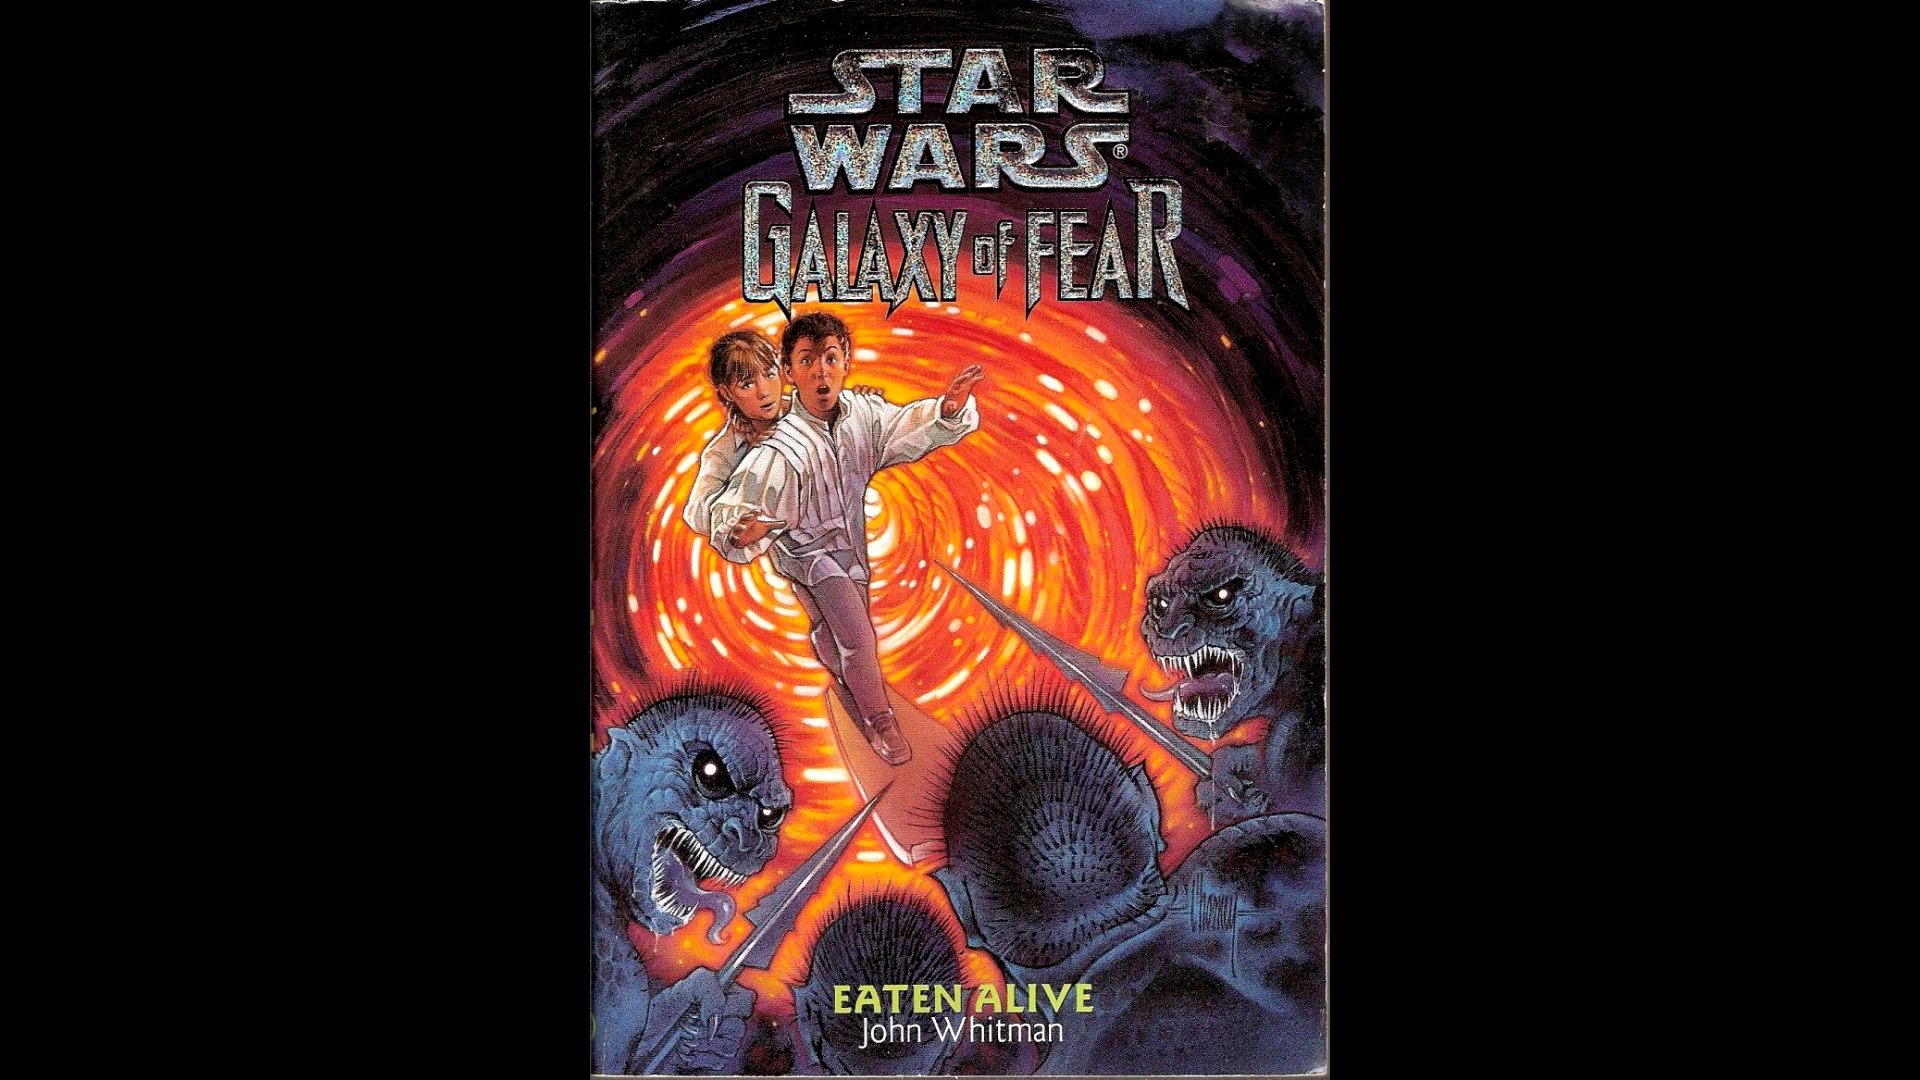 STAR
WARS®
GALAXY of FEAR
EATEN ALIVE
John Whitman